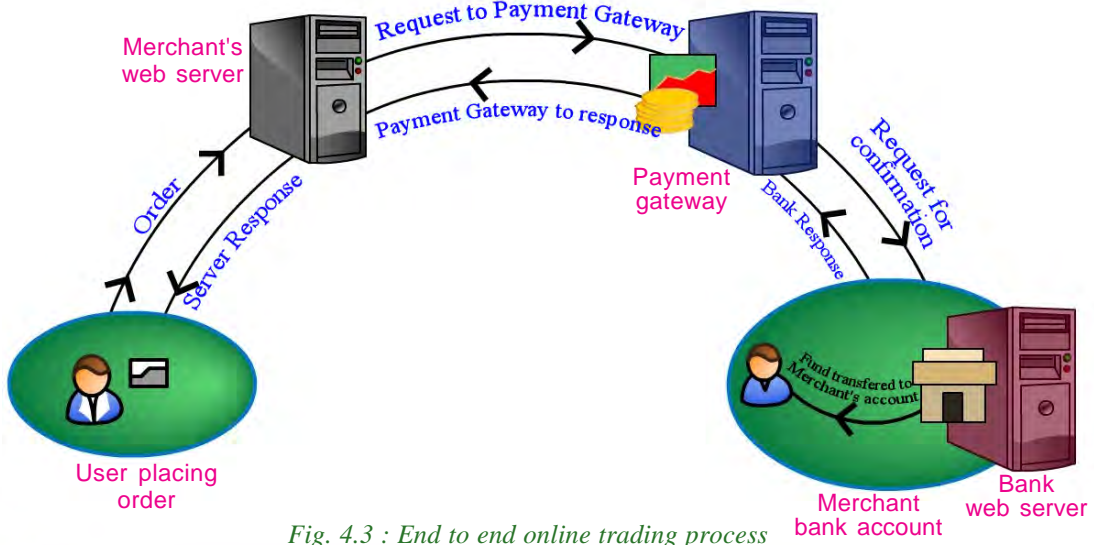 Request to Payment Gateway
Merchant's
web server
Payment Gateway to response
Payment
gateway
Request for
confirmation
Bank Response
Order
Server Response
Fund transfered to
Merchant's account
User placing
order
Merchant
bank account
Bank
web server
Fig. 4.3 : End to end online trading process